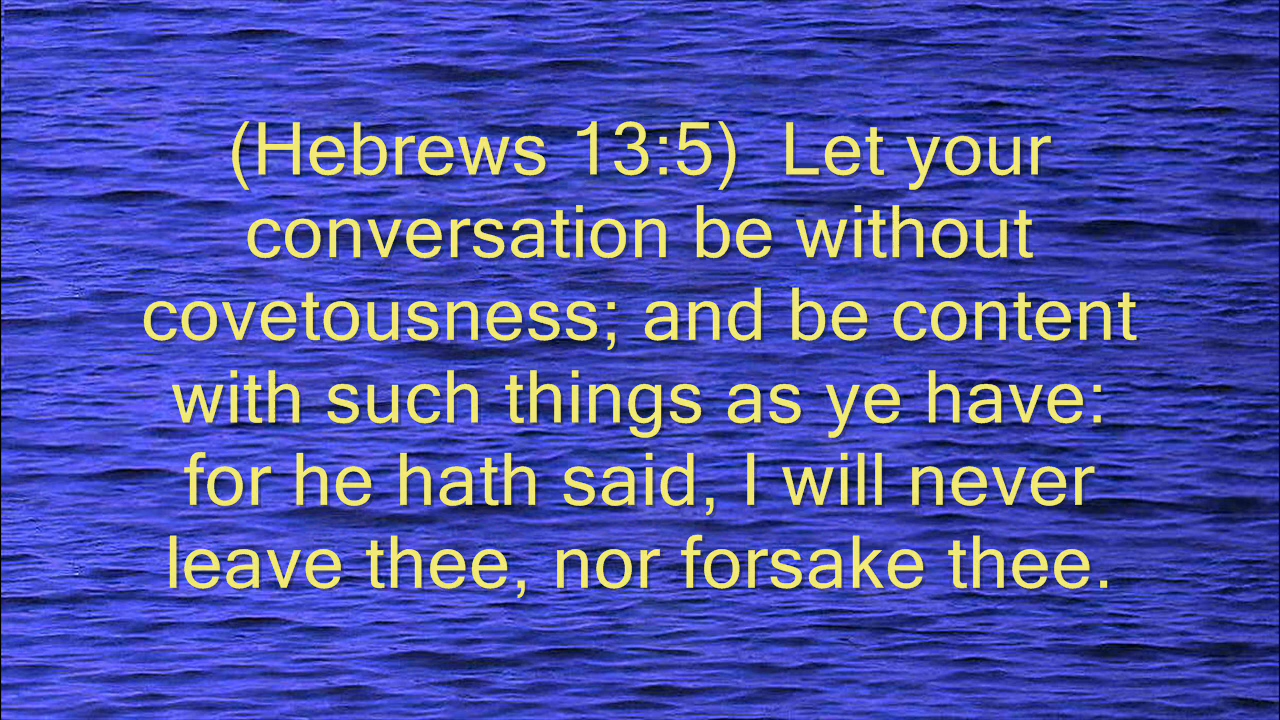 (Hebrews 13:5)  Let your
conversation be without
covetousness; and be content
with such things as ye have:
for he hath said, I will never
leave thee, nor forsake thee.